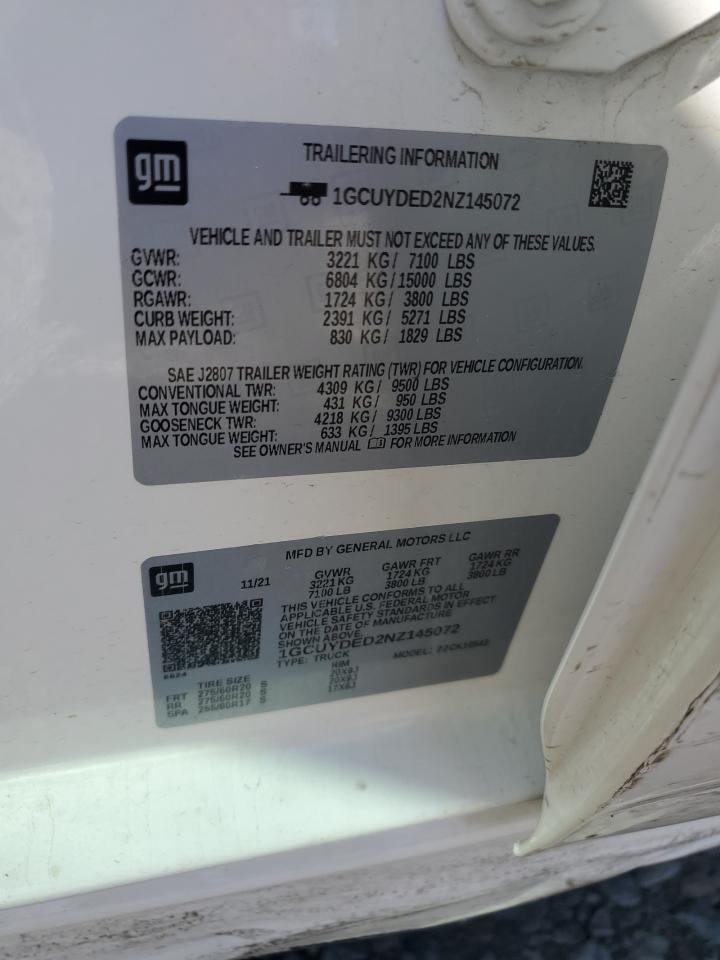 gm
TRAILERING INFORMATION
1GCUYDED2NZ145072
VEHICLE AND TRAILER MUST NOT EXCEED ANY OF THESE VALUES.
GVWR: 3221 KG/ 7100 LBS
GCWR: 6804 KG/15000 LBS
RGAWR: 1724 KG/ 3800 LBS
CURB WEIGHT: 2391 KG/ 5271 LBS
MAX PAYLOAD: 830 KG/ 1829 LBS
SAE J2807 TRAILER WEIGHT RATING (TWR) FOR VEHICLE CONFIGURATION.
CONVENTIONAL TWR: 4309 KG/ 9500 LBS
MAX TONGUE WEIGHT: 431 KG/ 950 LBS
GOOSENECK TWR: 4218 KG/ 9300 LBS
MAX TONGUE WEIGHT: 633 KG/ 1395 LBS
SEE OWNER'S MANUAL FOR MORE INFORMATION
gm
MFD BY GENERAL MOTORS LLC
11/21 GVWR GAWR FRT GAWR RR
3221 KG 1724 KG 1724 KG
7100 LB 3800 LB 3800 LB
THIS VEHICLE CONFORMS TO ALL
APPLICABLE U.S. FEDERAL MOTOR
VEHICLE SAFETY STANDARDS IN EFFECT
ON THE DATE OF MANUFACTURE
SHOWN ABOVE.
1GCUYDED2NZ145072
TYPE: TRUCK MODEL:
6624
TIRE SIZE RIM
FRT 275/60R20 S 20X9J
RR 275/60R20 S 20X9J
SPA 255/80R17 S 17X8J